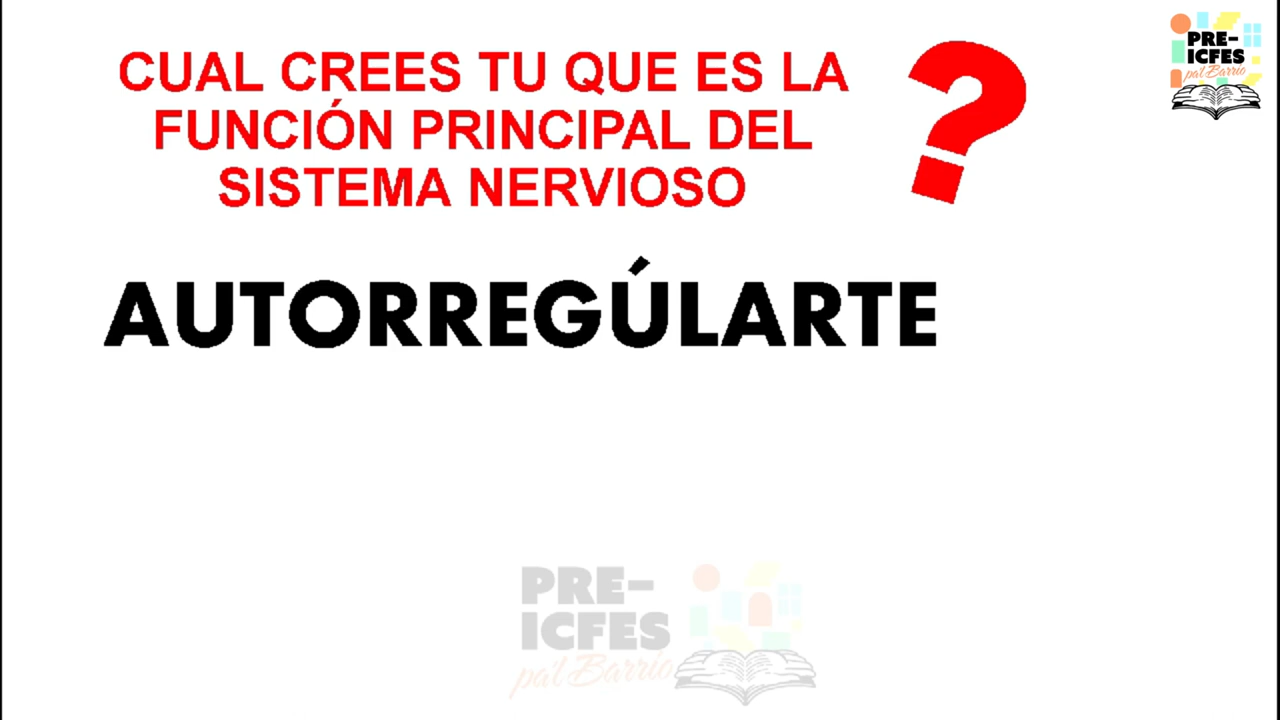 CUAL CREES TU QUE ES LA
FUNCIÓN PRINCIPAL DEL
SISTEMA NERVIOSO
?
PRE-
ICFES
pa'l Barrio
AUTORREGÚLARTE
PRE-
ICFES
pa'l Barrio